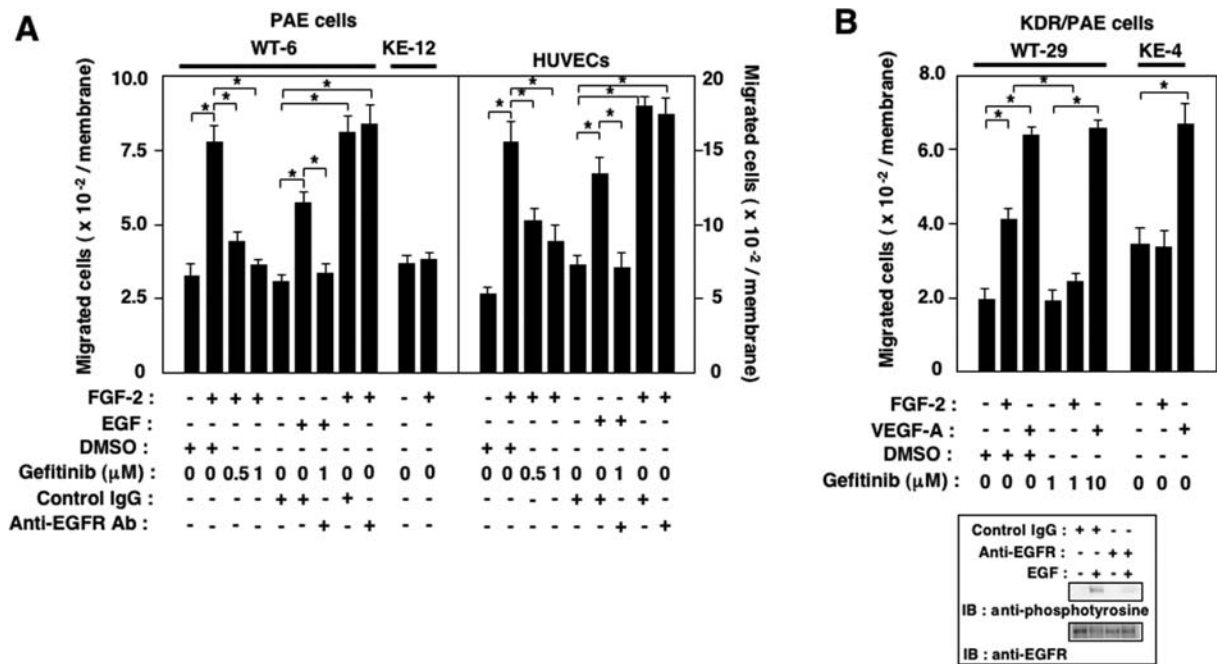 A
PAE cells
WT-6 KE-12
HUVECs
Migrated cells ( x 10 -2 / membrane)
10.0
7.5
5.0
2.5
0
* * * * * * *
* * * * * * *
20
15
10
5
0
Migrated cells ( x 10 -2 / membrane)
FGF-2 : - + + + - - - + + - + - + + + - - - + +
EGF : - - - - - + + - - - - - - - - - + + - -
DMSO : + + - - - - - - - - - + + - - - - - - -
Gefitinib (μM) : 0 0 0.5 1 0 0 1 0 0 0 0 0 0 0.5 1 0 0 1 0 0
Control IgG : - - - - + + - + - - - - - - - + + - + -
Anti-EGFR Ab : - - - - - - + - + - - - - - - - - + - +
B
KDR/PAE cells
WT-29 KE-4
Migrated cells ( x 10 -2 / membrane)
8.0
6.0
4.0
2.0
0
* * * * *
FGF-2 : - + - - + - - + -
VEGF-A : - - + - - + - - +
DMSO : + + + - - - - - -
Gefitinib (μM) : 0 0 0 1 1 10 0 0 0
Control IgG : + + - -
Anti-EGFR : - - + +
EGF : - + - +
IB : anti-phosphotyrosine
IB : anti-EGFR